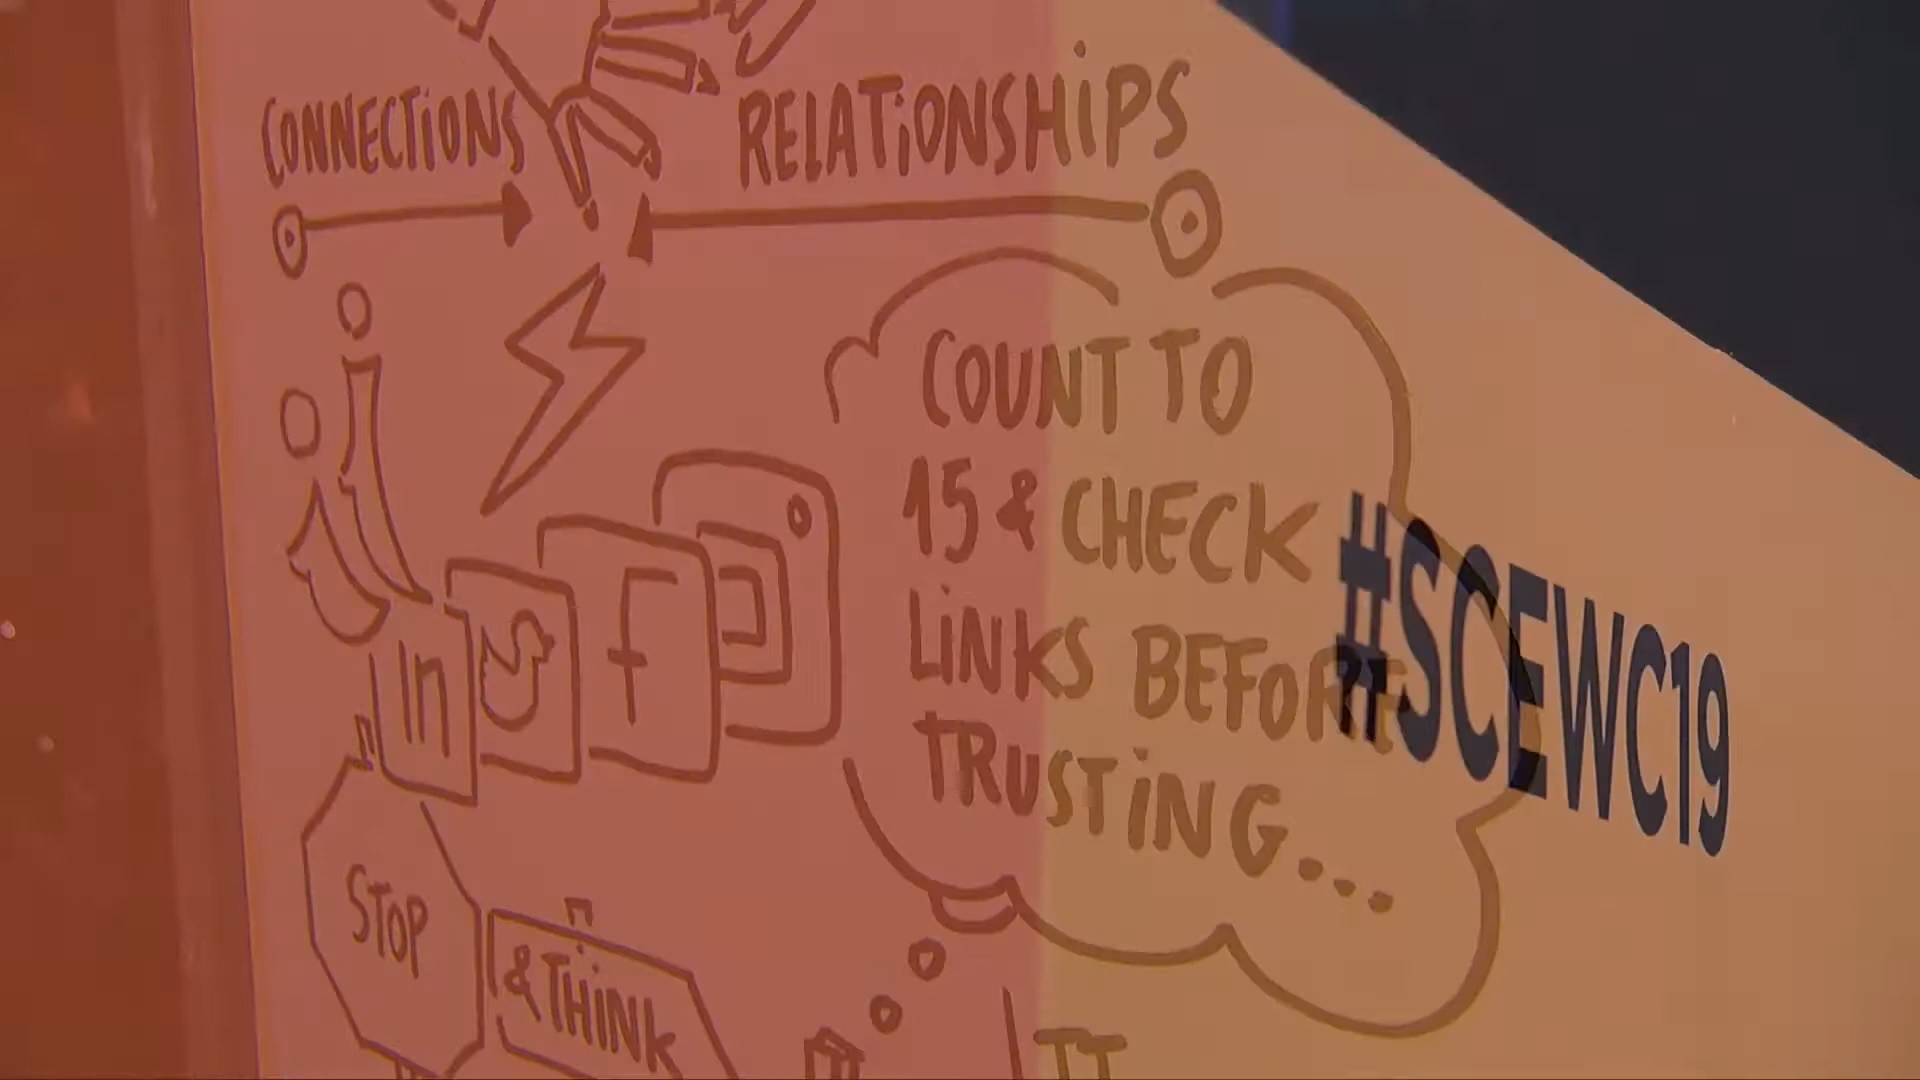 CONNECTIONS
RELATIONSHIPS
COUNT TO
15 & CHECK
LINKS BEFORE
TRUSTING...
#SCEWC19
in
f
STOP
& THINK